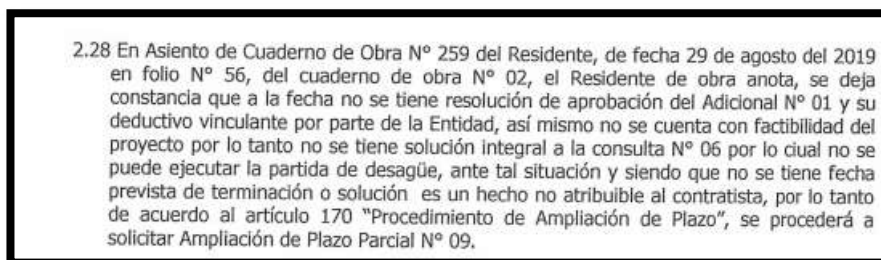 2.28 En Asiento de Cuaderno de Obra N° 259 del Residente, de fecha 29 de agosto del 2019
en folio N° 56, del cuaderno de obra N° 02, el Residente de obra anota, se deja
constancia que a la fecha no se tiene resolución de aprobación del Adicional N° 01 y su
deductivo vinculante por parte de la Entidad, así mismo no se cuenta con factibilidad del
proyecto por lo tanto no se tiene solución integral a la consulta N° 06 por lo ciual no se
puede ejecutar la partida de desagüe, ante tal situación y siendo que no se tiene fecha
prevista de terminación o solución es un hecho no atribuible al contratista, por lo tanto
de acuerdo al artículo 170 "Procedimiento de Ampliación de Plazo", se procederá a
solicitar Ampliación de Plazo Parcial N° 09.